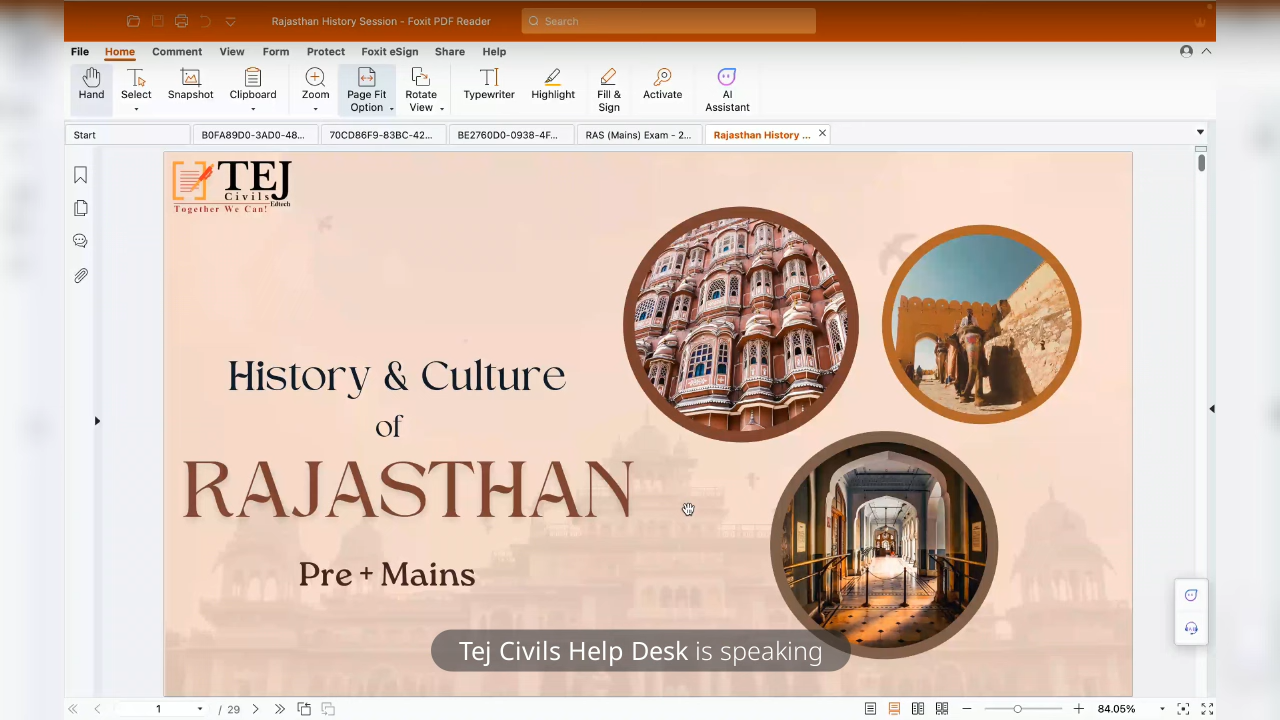 Rajasthan History Session - Foxit PDF Reader
Search
File Home Comment View Form Protect Foxit eSign Share Help
Hand
Select
Snapshot
Clipboard
Zoom
Page Fit
Option
Rotate
View
Typewriter
Highlight
Fill &
Sign
Activate
AI
Assistant
Start
B0FA89D0-3AD0-48...
70CD86F9-83BC-42...
BE2760D0-0938-4F...
RAS (Mains) Exam - 2...
Rajasthan History ...
TEJ
Civils
Edtech
Together We Can!
History & Culture
of
RAJASTHAN
Pre + Mains
Tej Civils Help Desk is speaking
1 / 29
84.05%